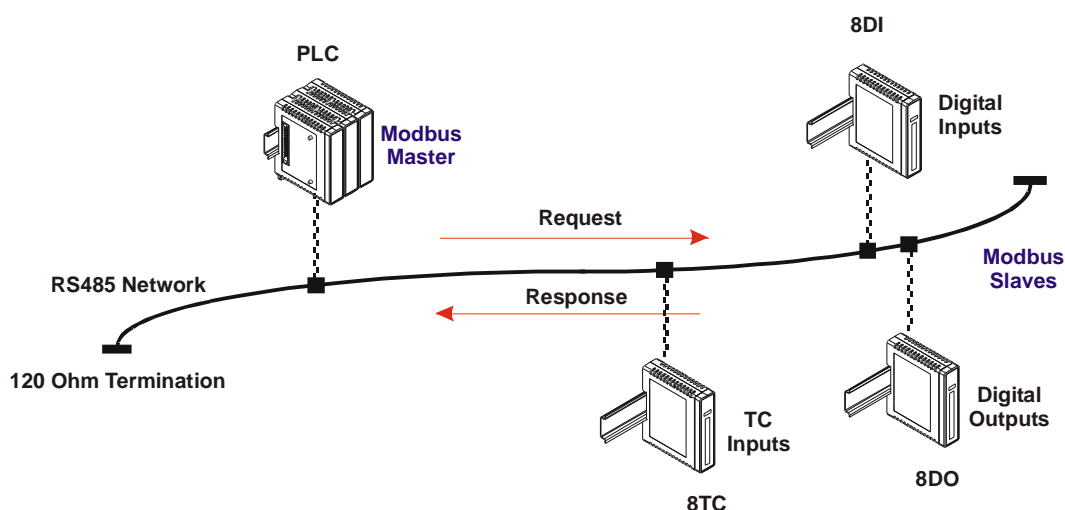 8DI
PLC
Digital
Inputs
Modbus
Master
Request
Modbus
Slaves
RS485 Network
Response
120 Ohm Termination
TC
Inputs
Digital
Outputs
8DO
8TC